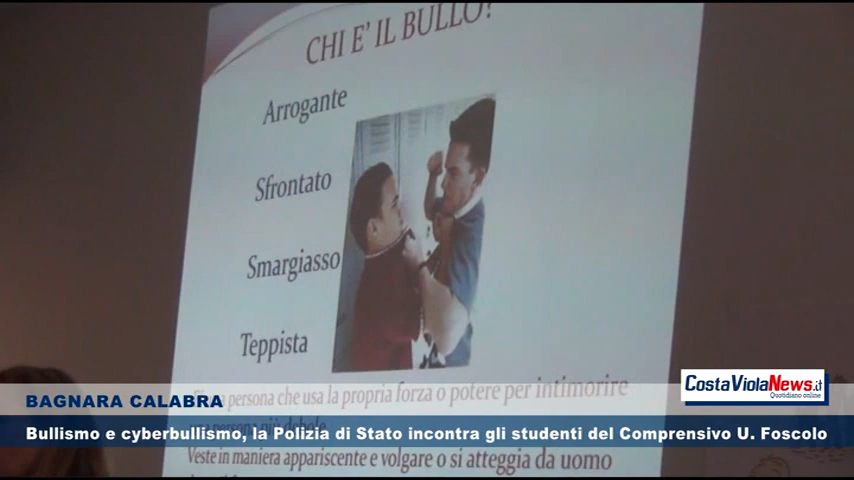 CHI E' IL BULLO?
Arrogante
Sfrontato
Smargiasso
Teppista
persona che usa la propria forza o potere per intimorire
BAGNARA CALABRA
CostaViolaNews.it
Quotidiano online
Bullismo e cyberbullismo, la Polizia di Stato incontra gli studenti del Comprensivo U. Foscolo
Veste in maniera appariscente e volgare o si atteggia da uomo